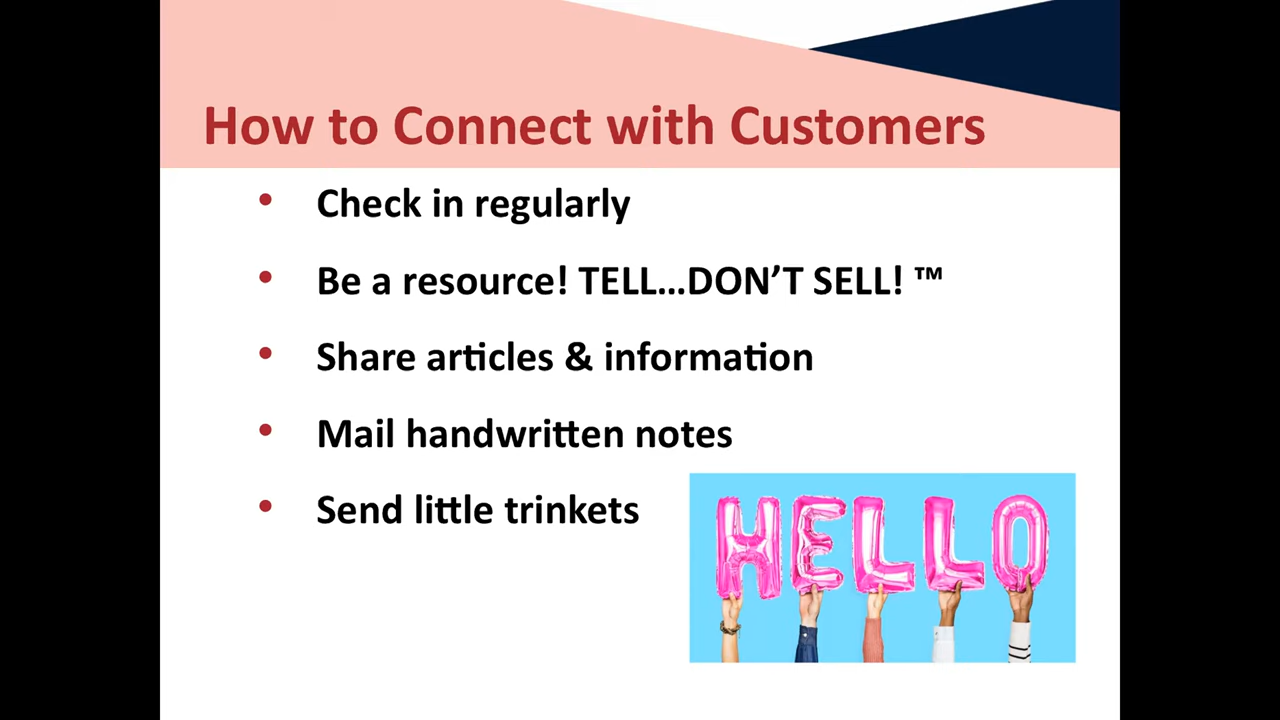 How to Connect with Customers
• Check in regularly
• Be a resource! TELL...DON'T SELL! ™
• Share articles & information
• Mail handwritten notes
• Send little trinkets
HELLO